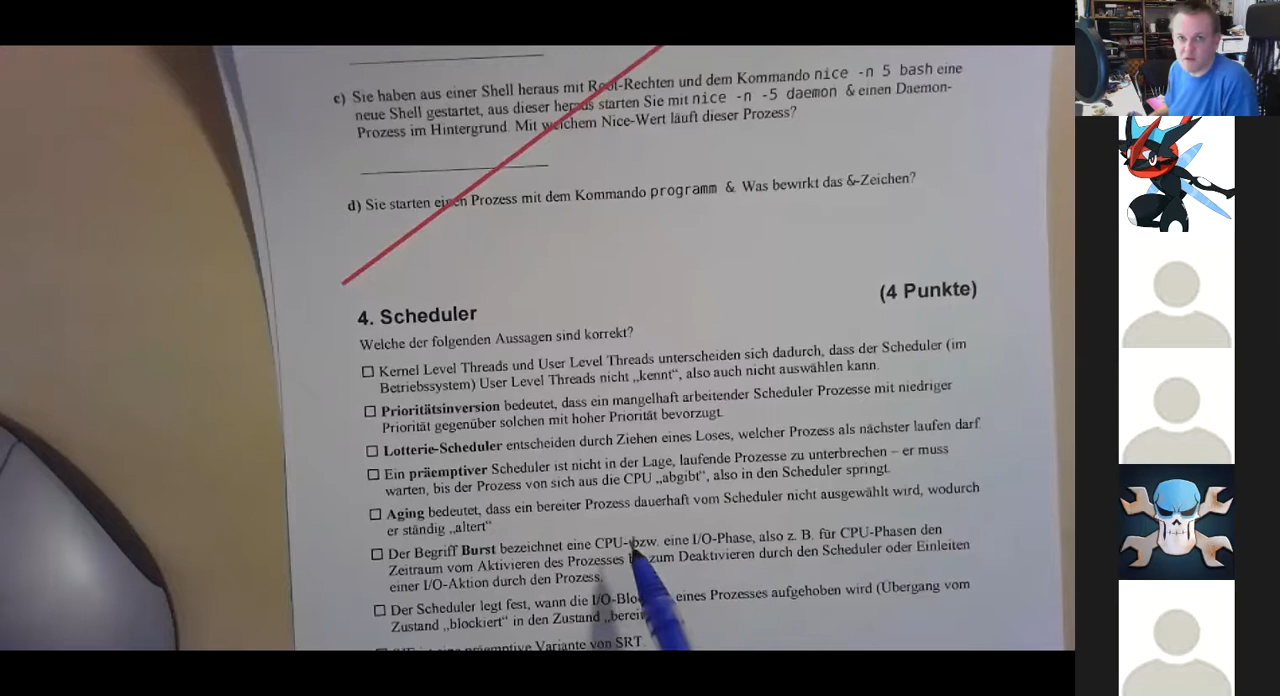 c) Sie haben aus einer Shell heraus mit Root-Rechten und dem Kommando nice -n 5 bash eine
neue Shell gestartet, aus dieser heraus starten Sie mit nice -n -5 daemon & einen Daemon-
Prozess im Hintergrund. Mit welchem Nice-Wert läuft dieser Prozess?
d) Sie starten einen Prozess mit dem Kommando programm & Was bewirkt das &-Zeichen?
4. Scheduler (4 Punkte)
Welche der folgenden Aussagen sind korrekt?
Kernel Level Threads und User Level Threads unterscheiden sich dadurch, dass der Scheduler (im
Betriebssystem) User Level Threads nicht „kennt“, also auch nicht auswählen kann.
Prioritätsinversion bedeutet, dass ein mangelhaft arbeitender Scheduler Prozesse mit niedriger
Priorität gegenüber solchen mit hoher Priorität bevorzugt.
Lotterie-Scheduler entscheiden durch Ziehen eines Loses, welcher Prozess als nächster laufen darf.
Ein präemptiver Scheduler ist nicht in der Lage, laufende Prozesse zu unterbrechen – er muss
warten, bis der Prozess von sich aus die CPU „abgibt“, also in den Scheduler springt.
Aging bedeutet, dass ein bereiter Prozess dauerhaft vom Scheduler nicht ausgewählt wird, wodurch
er ständig „altert“
Der Begriff Burst bezeichnet eine CPU- bzw. eine I/O-Phase, also z. B. für CPU-Phasen den
Zeitraum vom Aktivieren des Prozesses zum Deaktivieren durch den Scheduler oder Einleiten
einer I/O-Aktion durch den Prozess.
Der Scheduler legt fest, wann die eines Prozesses aufgehoben wird (Übergang vom
Zustand „blockiert“ in den Zustand
präemptive Variante von SRT